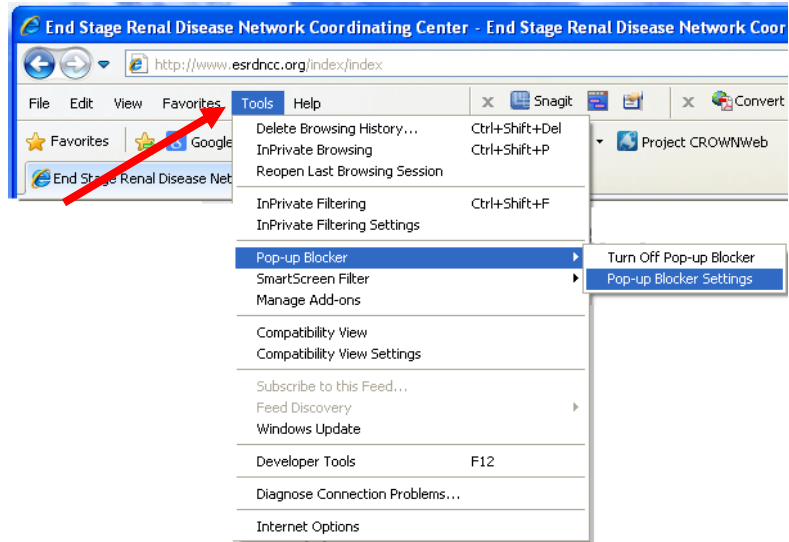 End Stage Renal Disease Network Coordinating Center - End Stage Renal Disease Network Coor
http://www.esrdncc.org/index/index
File Edit View Favorites Tools Help x Snagit x Convert
Favorites Google Project CROWNWeb
End Stage Renal Disease Net
Delete Browsing History... Ctrl+Shift+Del
InPrivate Browsing Ctrl+Shift+P
Reopen Last Browsing Session
InPrivate Filtering Ctrl+Shift+F
InPrivate Filtering Settings
Pop-up Blocker
Turn Off Pop-up Blocker
SmartScreen Filter
Pop-up Blocker Settings
Manage Add-ons
Compatibility View
Compatibility View Settings
Subscribe to this Feed...
Feed Discovery
Windows Update
Developer Tools F12
Diagnose Connection Problems...
Internet Options